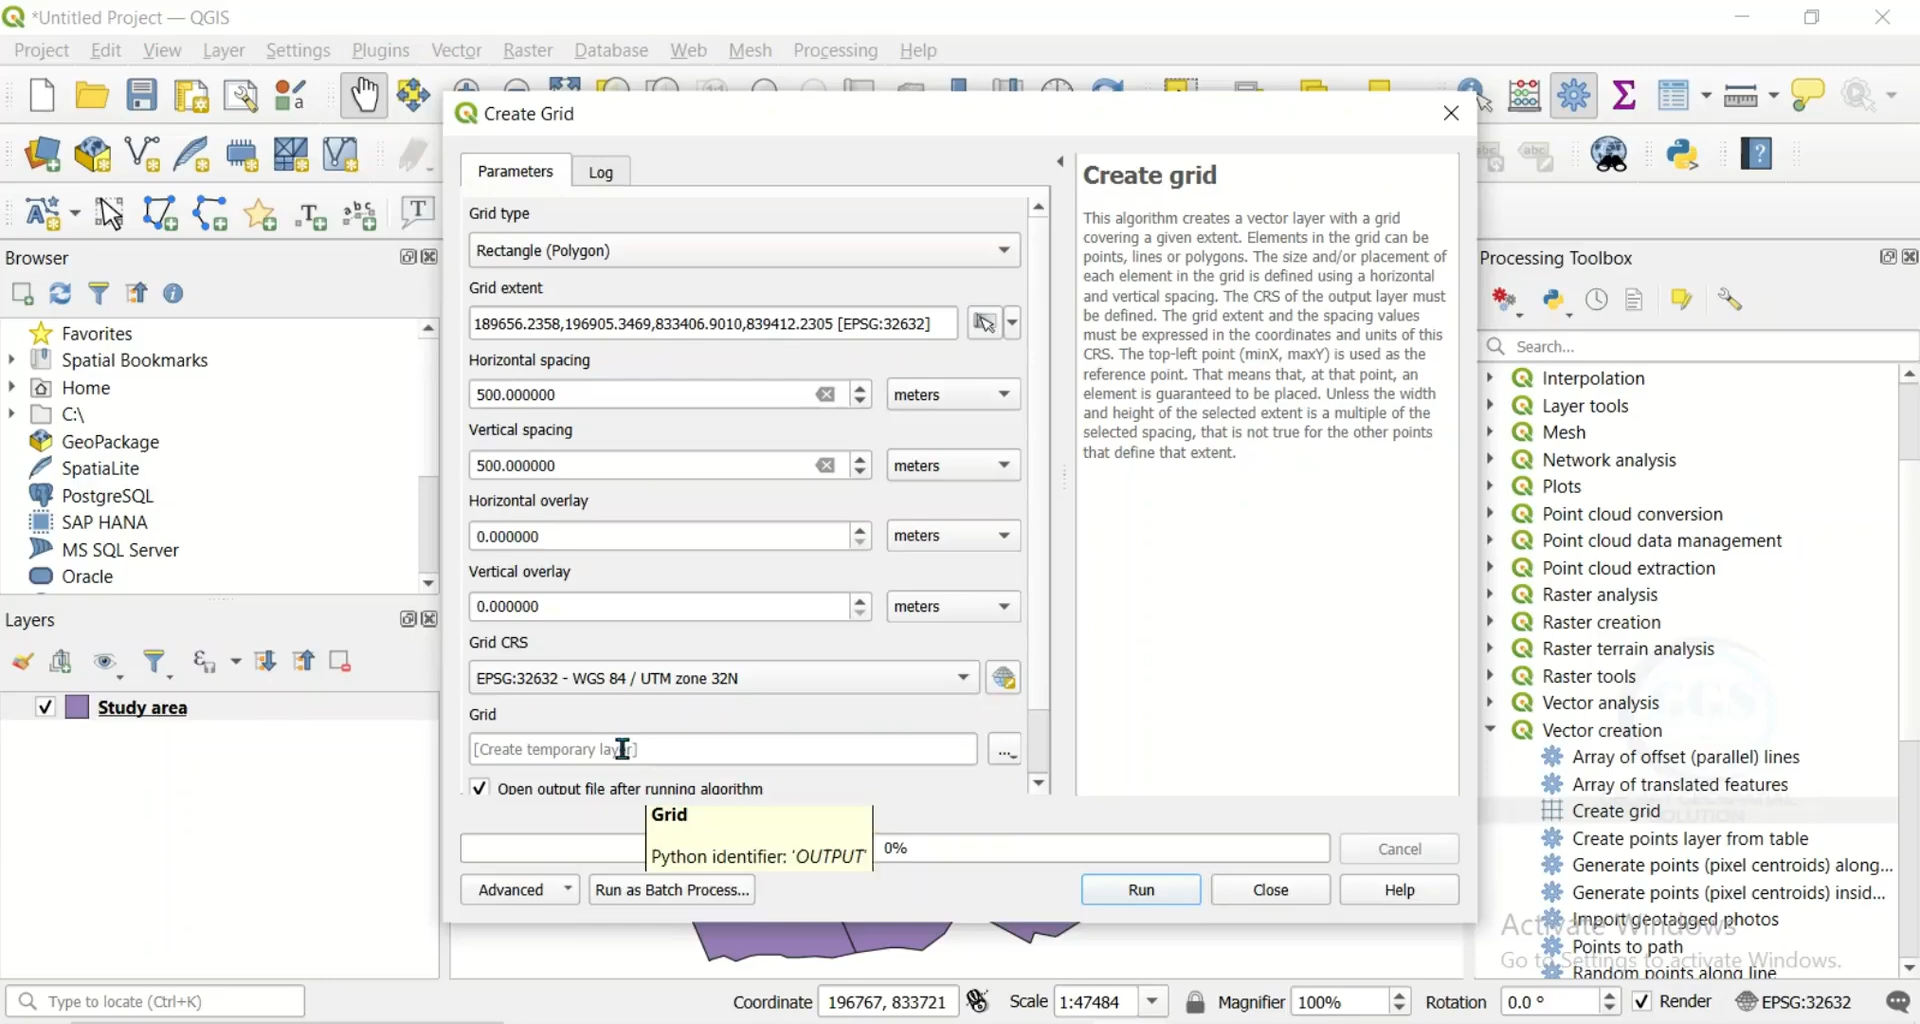 *Untitled Project — QGIS
Project Edit View Layer Settings Plugins Vector Raster Database Web Mesh Processing Help
Create Grid
Parameters
Log
Grid type
Rectangle (Polygon)
Grid extent
189656.2358,196905.3469,833406.9010,839412.2305 [EPSG:32632]
Horizontal spacing
500.000000 meters
Vertical spacing
500.000000 meters
Horizontal overlay
0.000000 meters
Vertical overlay
0.000000 meters
Grid CRS
EPSG:32632 - WGS 84 / UTM zone 32N
Grid
[Create temporary layer]
...
Open output file after running algorithm
Grid
Python identifier: 'OUTPUT'
0%
Cancel
Advanced
Run as Batch Process...
Run
Close
Help
Create grid
This algorithm creates a vector layer with a grid
covering a given extent. Elements in the grid can be
points, lines or polygons. The size and/or placement of
each element in the grid is defined using a horizontal
and vertical spacing. The CRS of the output layer must
be defined. The grid extent and the spacing values
must be expressed in the coordinates and units of this
CRS. The top-left point (minX, maxY) is used as the
reference point. That means that, at that point, an
element is guaranteed to be placed. Unless the width
and height of the selected extent is a multiple of the
selected spacing, that is not true for the other points
that define that extent.
Browser
Favorites
Spatial Bookmarks
Home
C:\
GeoPackage
SpatiaLite
PostgreSQL
SAP HANA
MS SQL Server
Oracle
Layers
Study area
Processing Toolbox
Search...
Interpolation
Layer tools
Mesh
Network analysis
Plots
Point cloud conversion
Point cloud data management
Point cloud extraction
Raster analysis
Raster creation
Raster terrain analysis
Raster tools
Vector analysis
Vector creation
Array of offset (parallel) lines
Array of translated features
Create grid
Create points layer from table
Generate points (pixel centroids) along...
Generate points (pixel centroids) insid...
Import geotagged photos
Points to path
Random points along line
Activate Windows
Go to Settings to activate Windows.
Type to locate (Ctrl+K)
Coordinate 196767, 833721
Scale 1:47484
Magnifier 100%
Rotation 0.0 °
Render
EPSG:32632